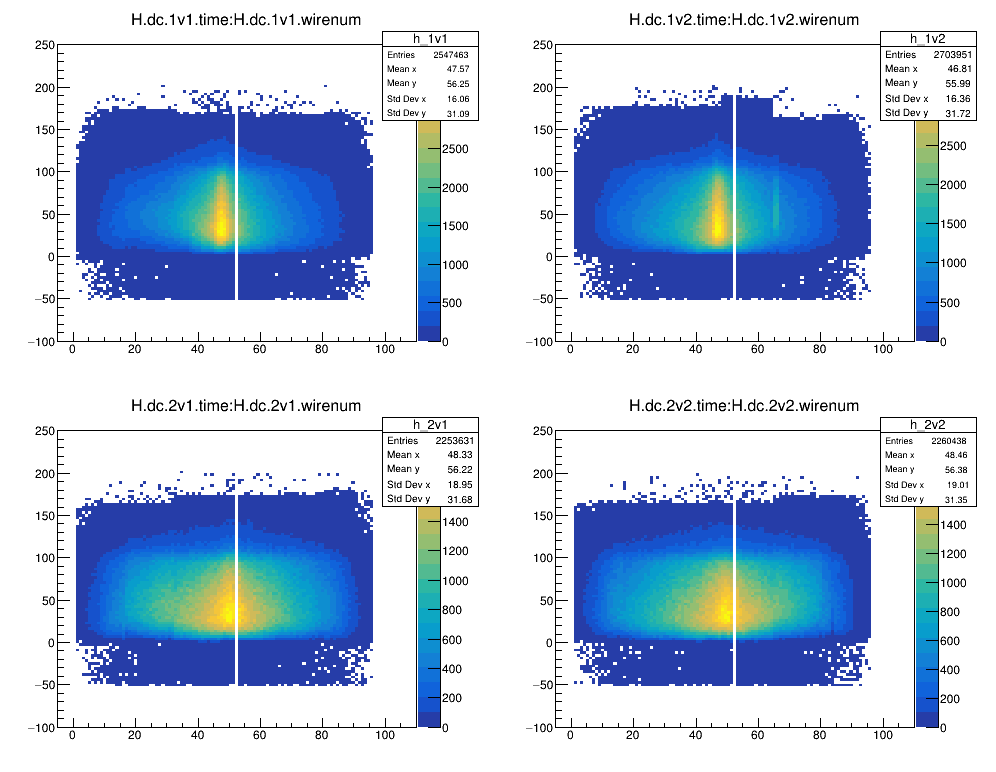 H.dc.1v1.time:H.dc.1v1.wirenum
h_1v1
Entries 2547463
Mean x 47.57
Mean y 56.25
Std Dev x 16.06
Std Dev y 31.09
250
200
150
100
50
0
−50
−100
0 20 40 60 80 100
2500
2000
1500
1000
500
0
H.dc.1v2.time:H.dc.1v2.wirenum
h_1v2
Entries 2703951
Mean x 46.81
Mean y 55.99
Std Dev x 16.36
Std Dev y 31.72
250
200
150
100
50
0
−50
−100
0 20 40 60 80 100
2500
2000
1500
1000
500
0
H.dc.2v1.time:H.dc.2v1.wirenum
h_2v1
Entries 2253631
Mean x 48.33
Mean y 56.22
Std Dev x 18.95
Std Dev y 31.68
250
200
150
100
50
0
−50
−100
0 20 40 60 80 100
1400
1200
1000
800
600
400
200
0
H.dc.2v2.time:H.dc.2v2.wirenum
h_2v2
Entries 2260438
Mean x 48.46
Mean y 56.38
Std Dev x 19.01
Std Dev y 31.35
250
200
150
100
50
0
−50
−100
0 20 40 60 80 100
1400
1200
1000
800
600
400
200
0